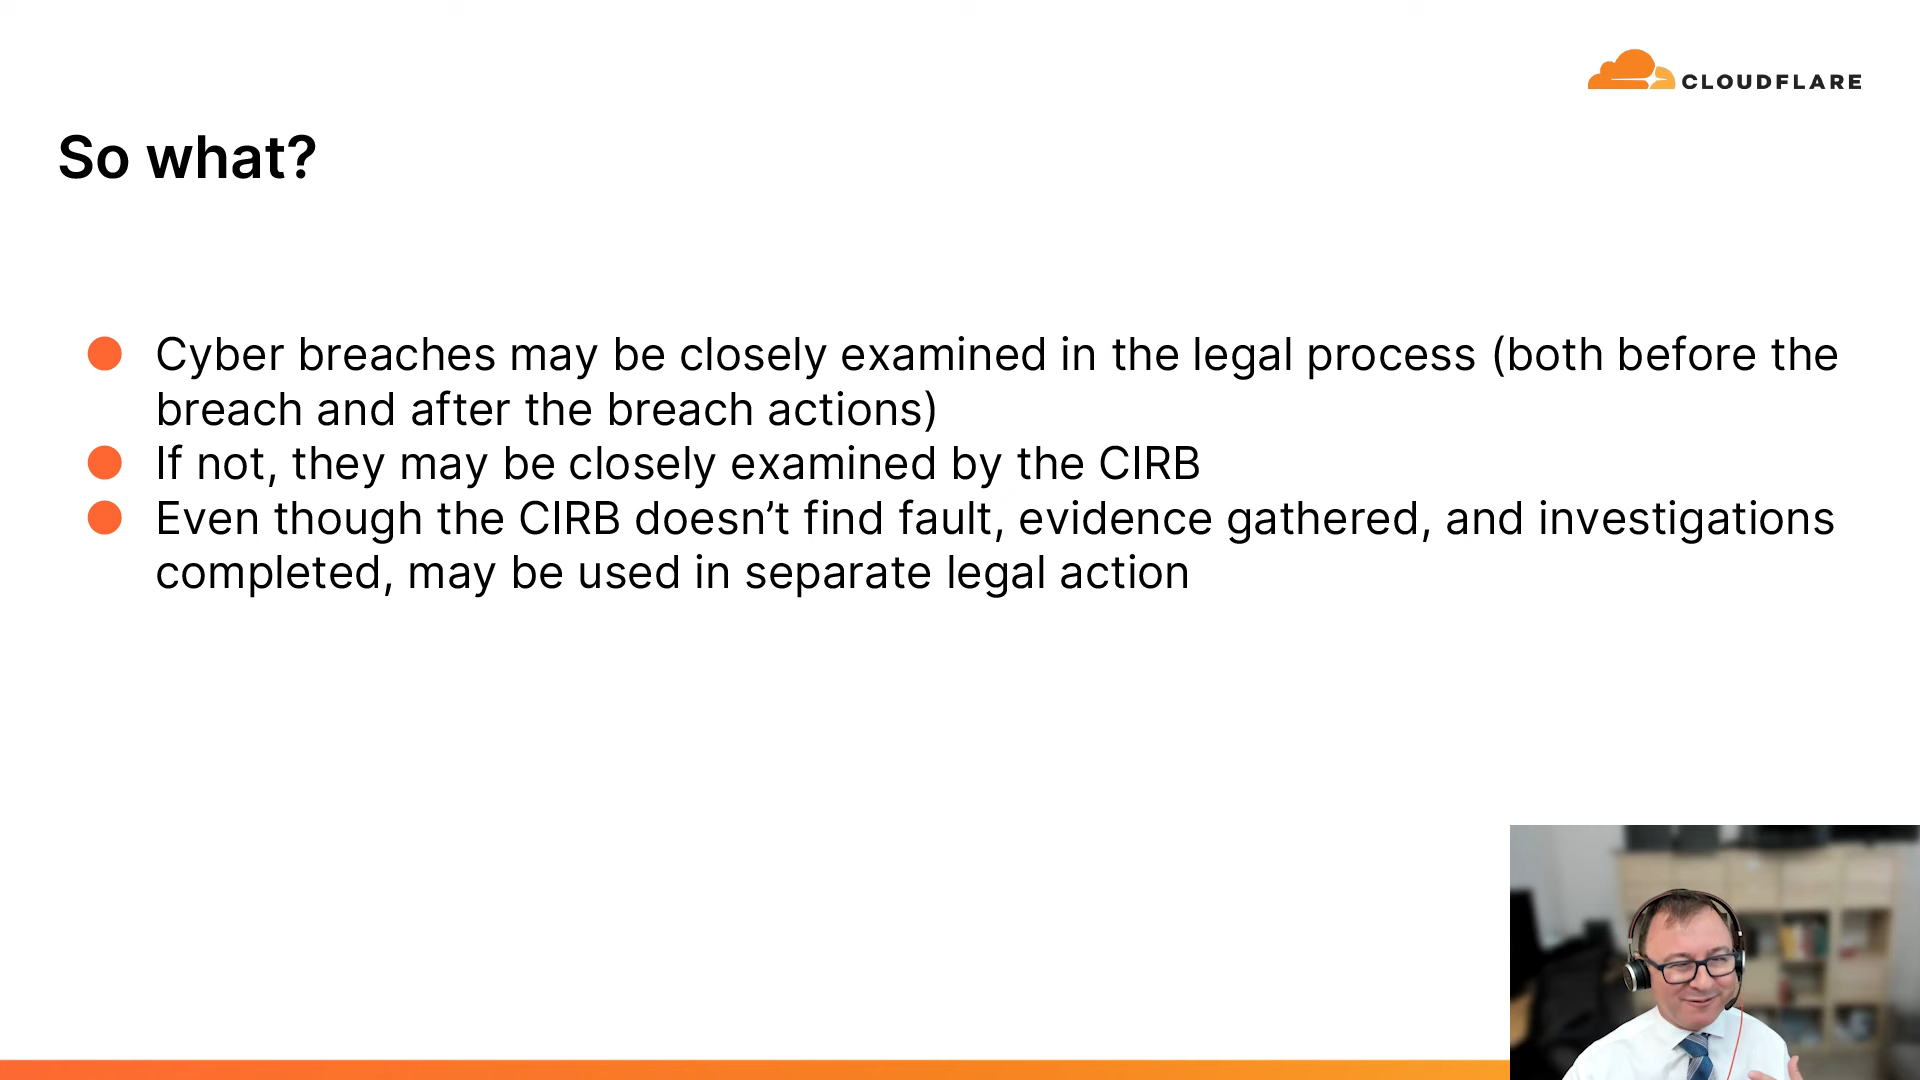 CLOUDFLARE
So what?
Cyber breaches may be closely examined in the legal process (both before the
breach and after the breach actions)
If not, they may be closely examined by the CIRB
Even though the CIRB doesn’t find fault, evidence gathered, and investigations
completed, may be used in separate legal action